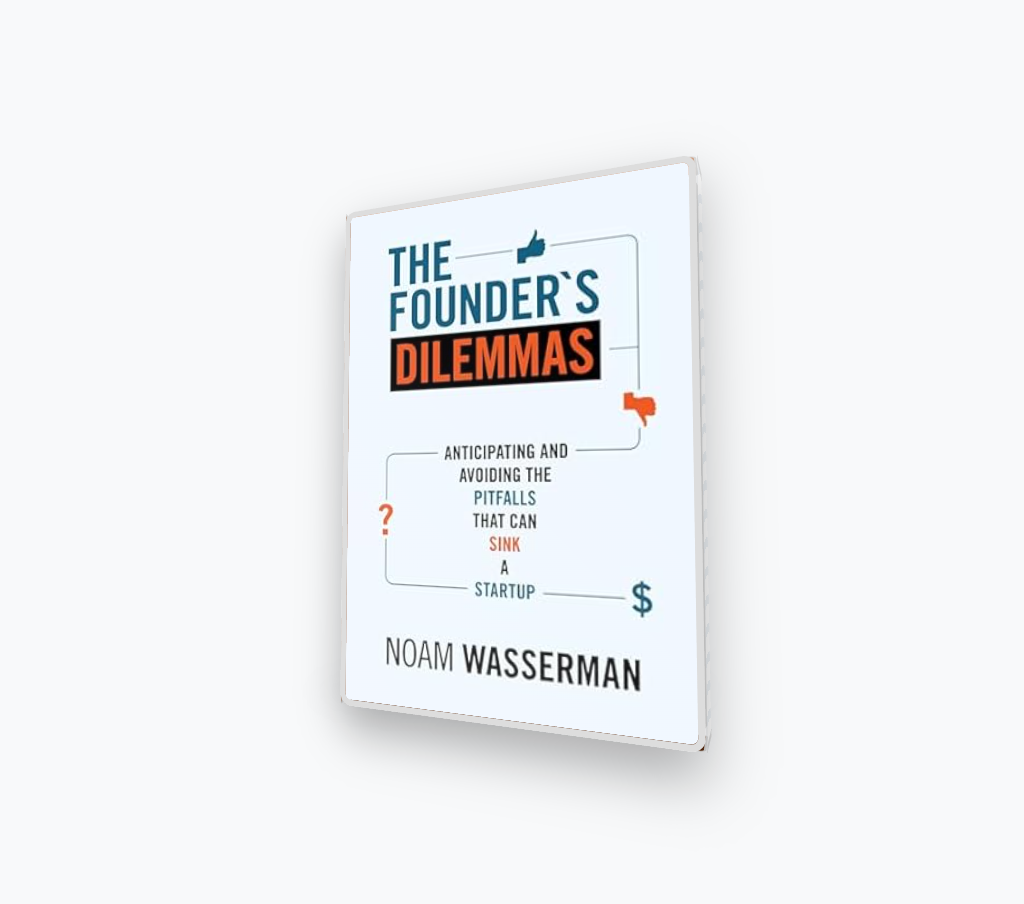 THE
FOUNDER`S
DILEMMAS
ANTICIPATING AND
AVOIDING THE
PITFALLS
THAT CAN
SINK
A
STARTUP
?
$
NOAM WASSERMAN